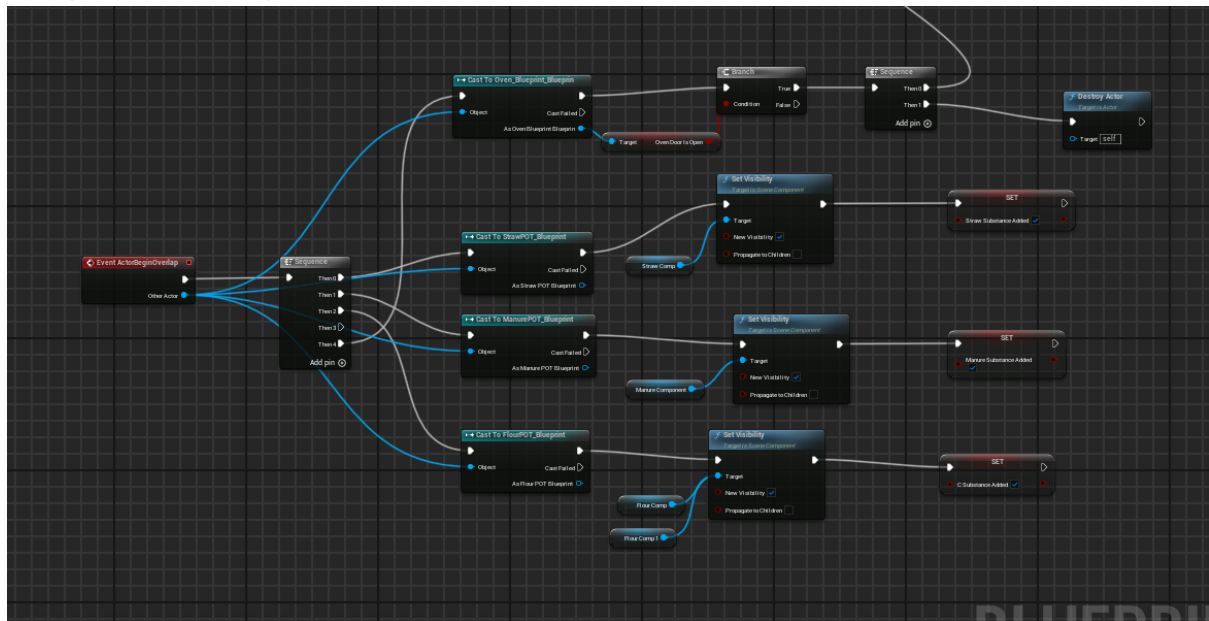 Cast To Oven_Blueprint_Blueprin
Object
Cast Failed
As Oven Blueprint Blueprin
Target
Oven Door Is Open
Branch
True
Condition
False
Sequence
Then 0
Then 1
Add pin
Destroy Actor
Target is Actor
Target
self
Event ActorBeginOverlap
Other Actor
Sequence
Then 0
Then 1
Then 2
Then 3
Then 4
Add pin
Cast To StrawPOT_Blueprint
Object
Cast Failed
As Straw POT Blueprint
Straw Comp
Set Visibility
Target is Scene Component
Target
New Visibility
Propagate to Children
SET
Straw Substance Added
Cast To ManurePOT_Blueprint
Object
Cast Failed
As Manure POT Blueprint
Manure Component
Set Visibility
Target is Scene Component
Target
New Visibility
Propagate to Children
SET
Manure Substance Added
Cast To FlourPOT_Blueprint
Object
Cast Failed
As Flour POT Blueprint
Flour Comp
Flour Comp 1
Set Visibility
Target is Scene Component
Target
New Visibility
Propagate to Children
SET
C Substance Added